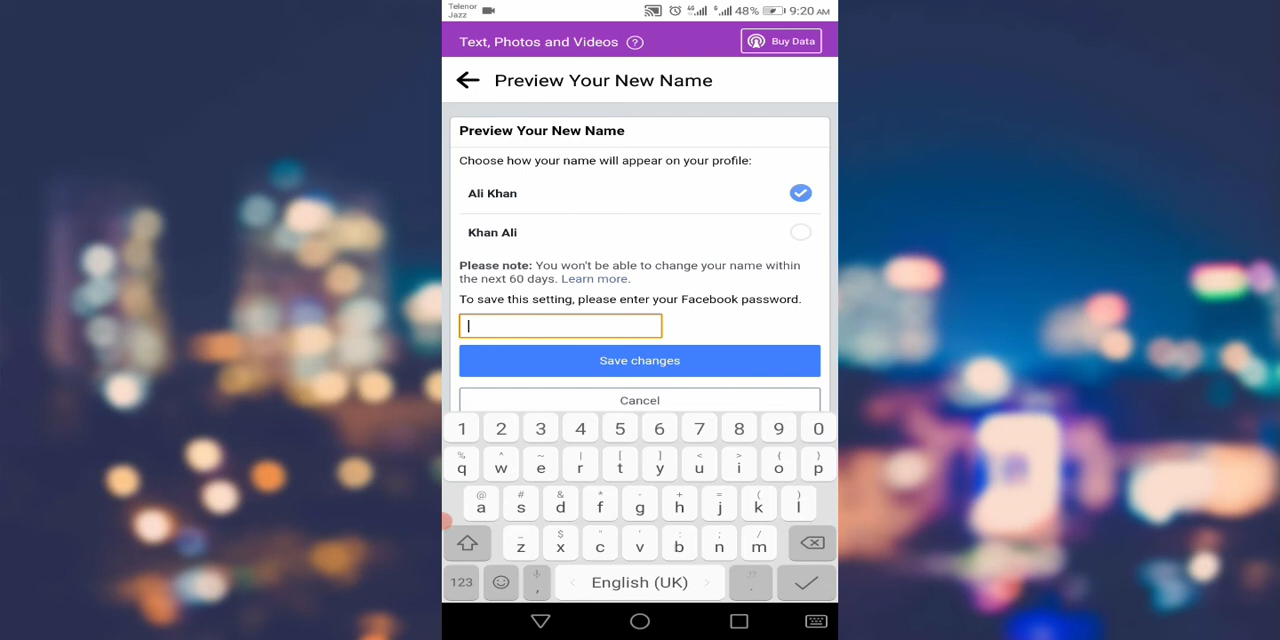 Telenor
Jazz
48% 9:20 AM
Text, Photos and Videos ? Buy Data
Preview Your New Name
Preview Your New Name
Choose how your name will appear on your profile:
Ali Khan
Khan Ali
Please note: You won't be able to change your name within
the next 60 days. Learn more.
To save this setting, please enter your Facebook password.
Save changes
Cancel
1 2 3 4 5 6 7 8 9 0
% ^ ~ | [ ] < > { }
q w e r t y u i o p
@ # & * - + = ( )
a s d f g h j k l
_ $ " ' : ; /
z x c v b n m
123 , English (UK) .